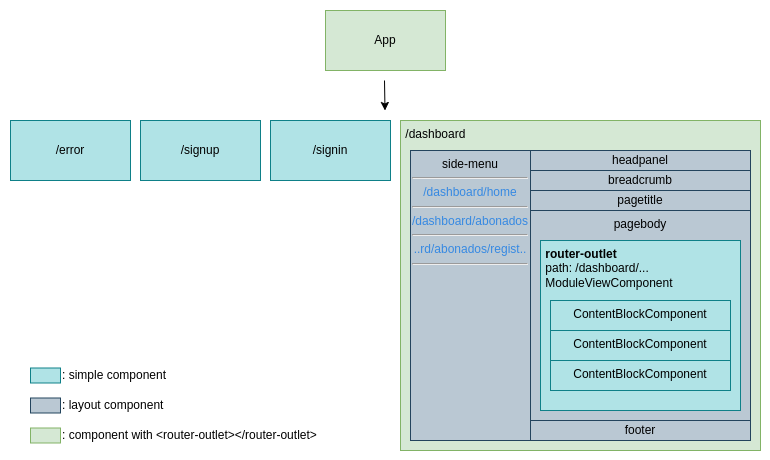 App
/error
/signup
/signin
/dashboard
side-menu
/dashboard/home
/dashboard/abonados
..rd/abonados/regist..
headpanel
breadcrumb
pagetitle
pagebody
router-outlet
path: /dashboard/...
ModuleViewComponent
ContentBlockComponent
ContentBlockComponent
ContentBlockComponent
footer
: simple component
: layout component
: component with <router-outlet></router-outlet>